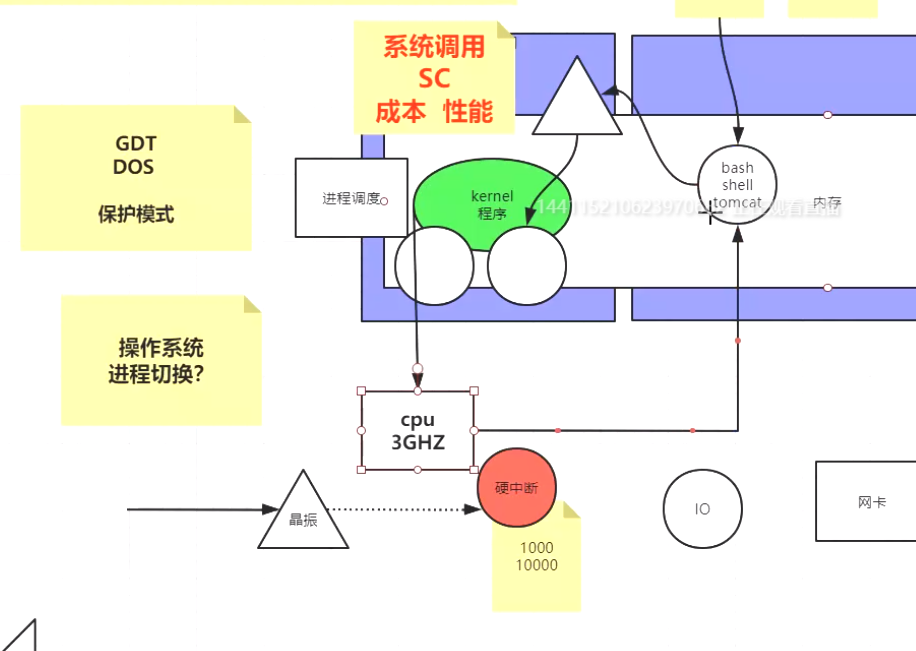 系统调用
SC
成本 性能
GDT
DOS
保护模式
进程调度
kernel
程序
bash
shell
tomcat
内存
操作系统
进程切换?
cpu
3GHZ
硬中断
晶振
1000
10000
IO
网卡